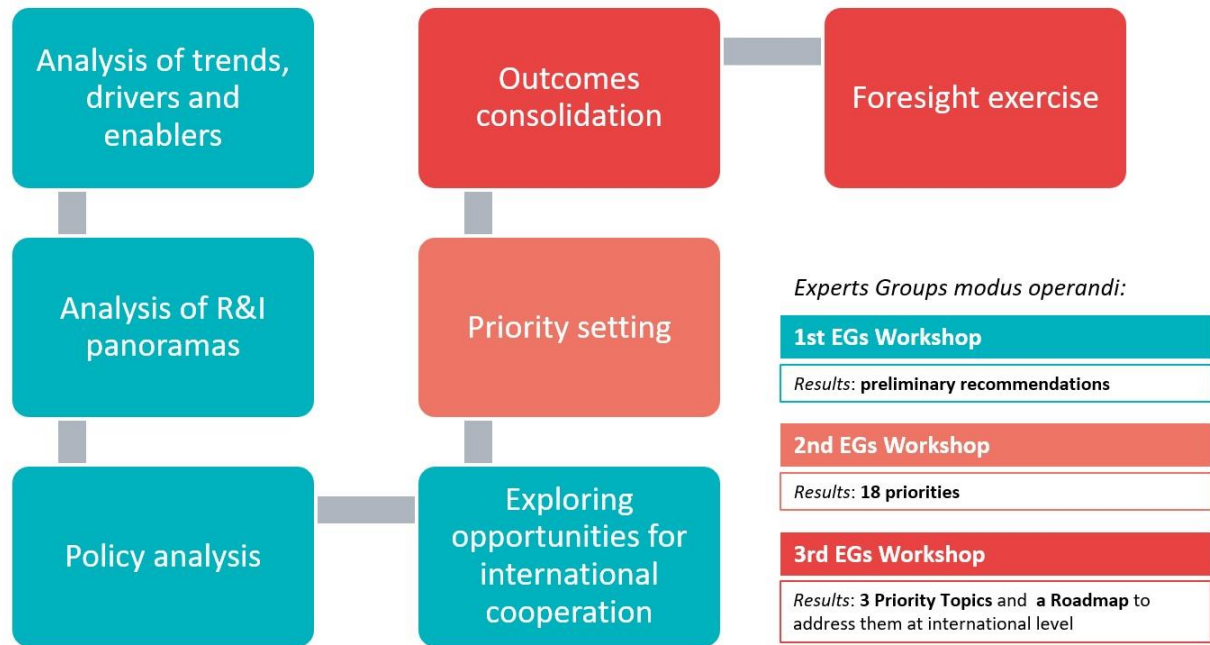 Analysis of trends,
drivers and
enablers
Analysis of R&I
panoramas
Policy analysis
Exploring
opportunities for
international
cooperation
Priority setting
Outcomes
consolidation
Foresight exercise
Experts Groups modus operandi:
1st EGs Workshop
Results: preliminary recommendations
2nd EGs Workshop
Results: 18 priorities
3rd EGs Workshop
Results: 3 Priority Topics and a Roadmap to
address them at international level